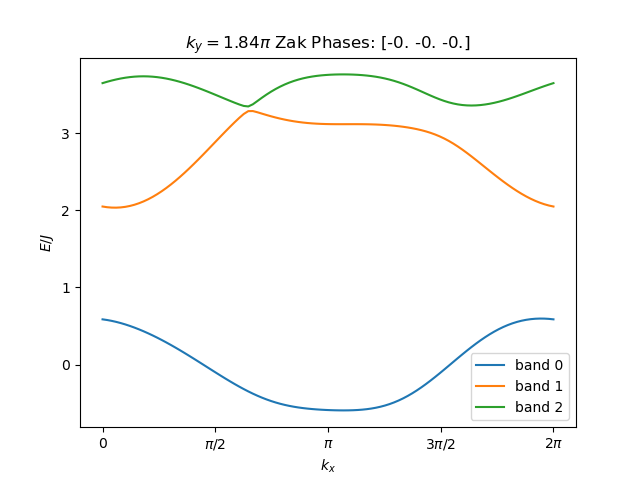 k_y = 1.84π Zak Phases: [-0. -0. -0.]
E/J
3
2
1
0
0 π/2 π 3π/2 2π
k_x
band 0
band 1
band 2